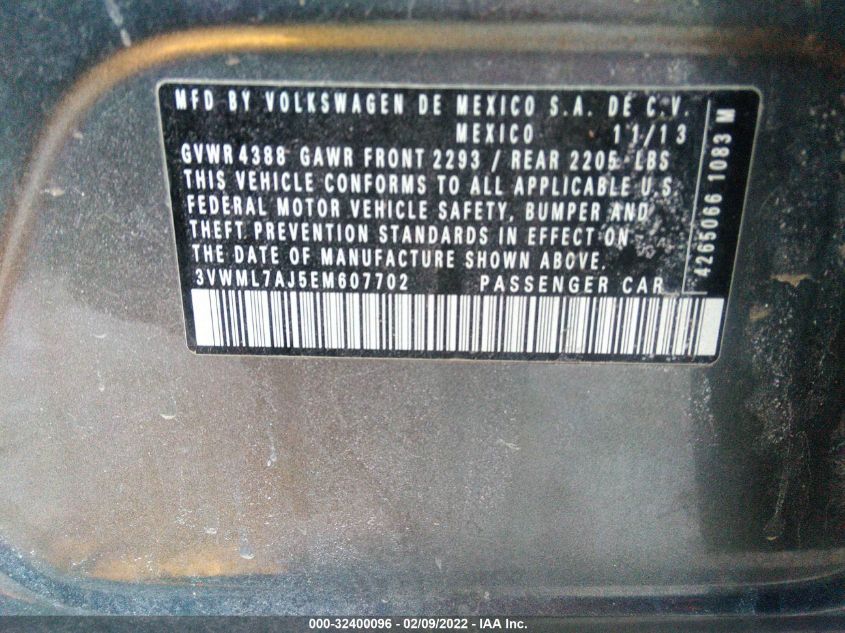 MFD BY VOLKSWAGEN DE MEXICO S.A. DE C.V.
MEXICO 11/13
GVWR 4388 GAWR FRONT 2293 / REAR 2205 LBS
THIS VEHICLE CONFORMS TO ALL APPLICABLE U.S.
FEDERAL MOTOR VEHICLE SAFETY, BUMPER AND
THEFT PREVENTION STANDARDS IN EFFECT ON
THE DATE OF MANUFACTURE SHOWN ABOVE.
3VWML7AJ5EM607702 PASSENGER CAR
4265066 1083 M
000-32400096 - 02/09/2022 - IAA Inc.